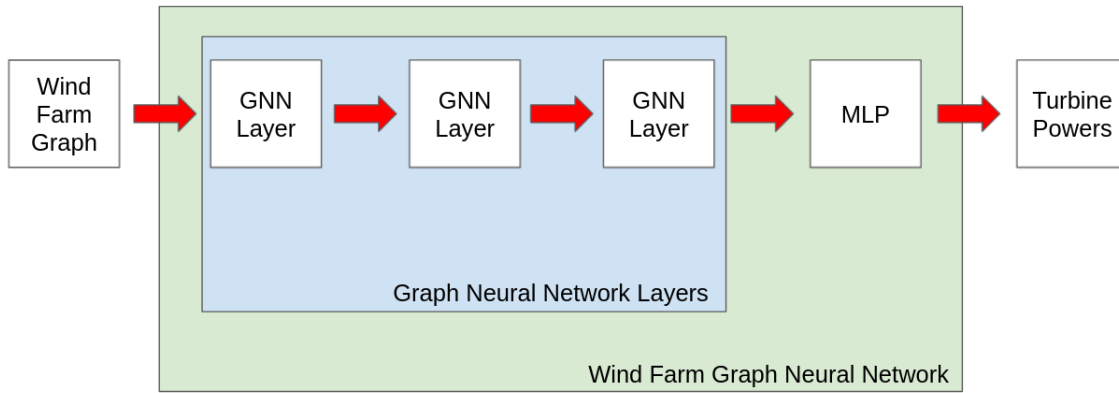 Wind
Farm
Graph
GNN
Layer
GNN
Layer
GNN
Layer
MLP
Turbine
Powers
Graph Neural Network Layers
Wind Farm Graph Neural Network